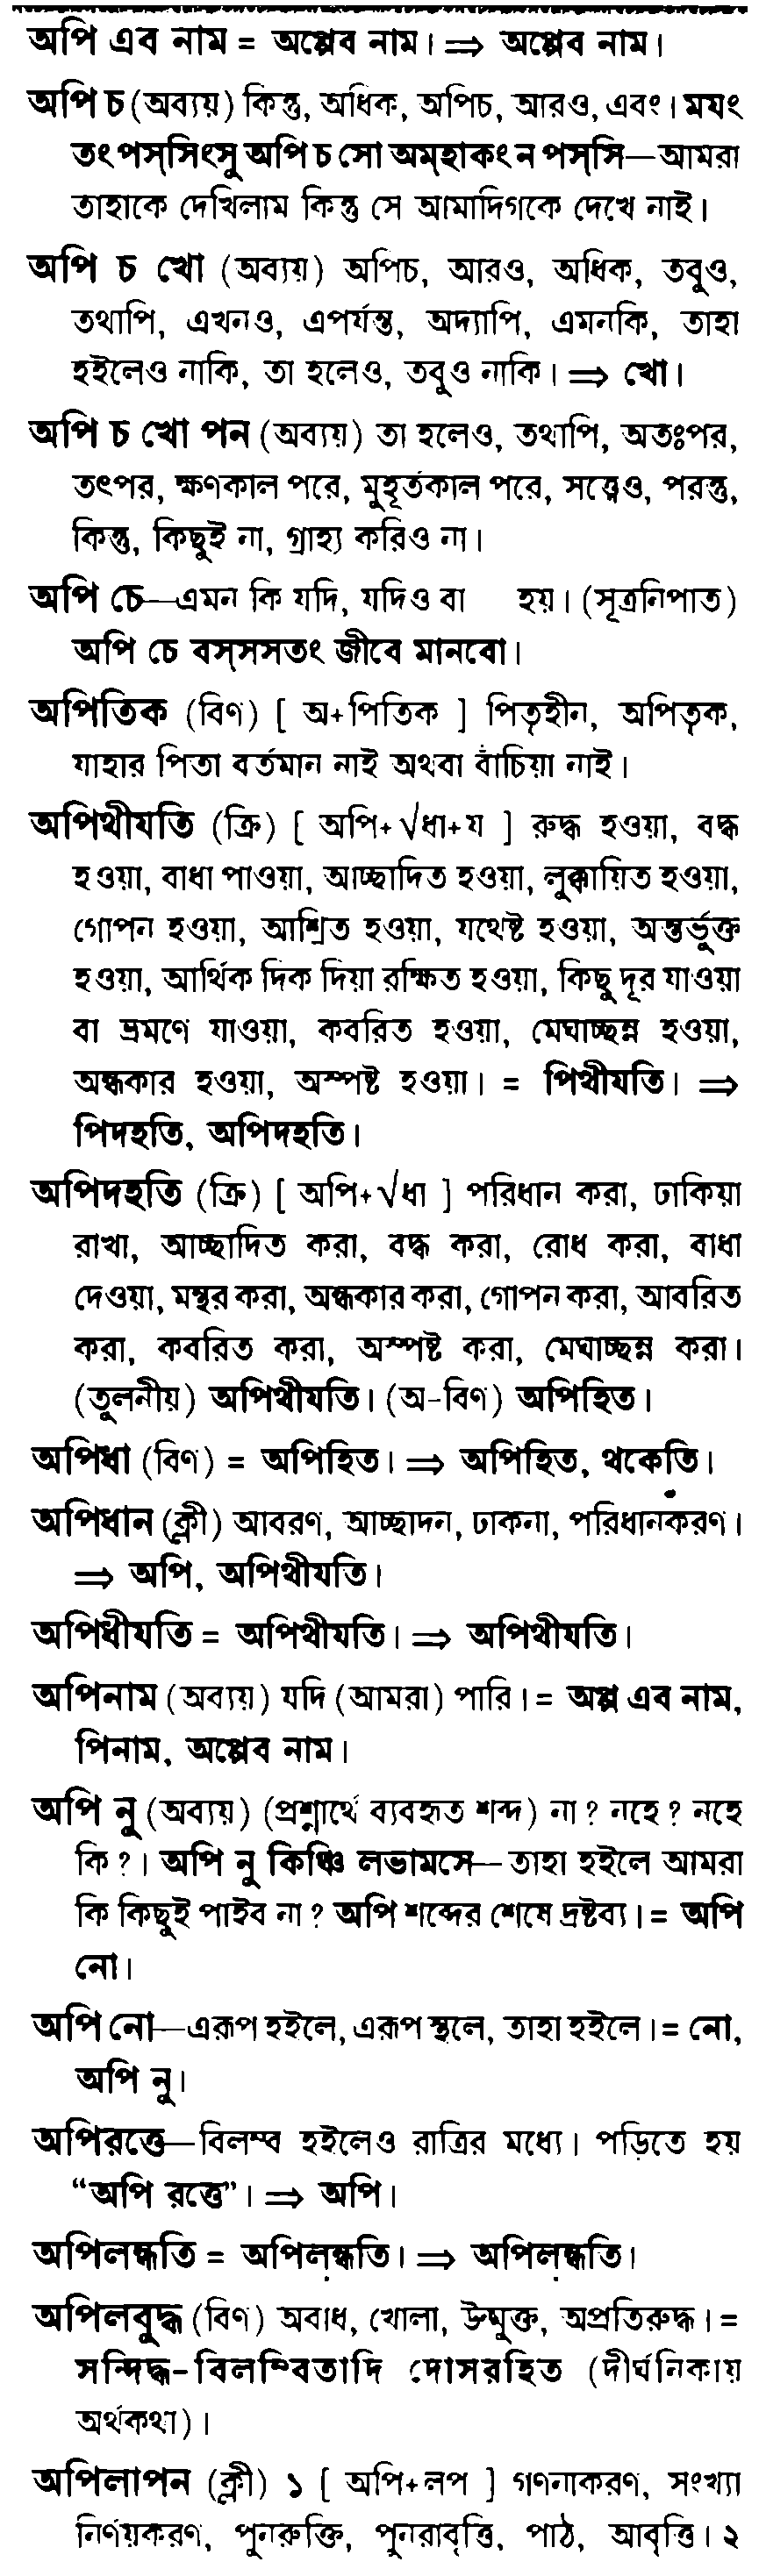 অপি এব নাম = অপ্পেব নাম। ⇒ অপ্পেব নাম।
অপি চ (অব্যয়) কিন্তু, অধিক, অপিচ, আরও, এবং। মযং
তং পস্‌সিংসু অপি চ সো অম্‌হাকং ন পস্‌সি—আমরা
তাহাকে দেখিলাম কিন্তু সে আমাদিগকে দেখে নাই।
অপি চ খো (অব্যয়) অপিচ, আরও, অধিক, তবুও,
তথাপি, এখনও, এপর্যন্ত, অদ্যাপি, এমনকি, তাহা
হইলেও নাকি, তা হলেও, তবুও নাকি। ⇒ খো।
অপি চ খো পন (অব্যয়) তা হলেও, তথাপি, অতঃপর,
তৎপর, ক্ষণকাল পরে, মুহূর্তকাল পরে, সত্ত্বেও, পরন্তু,
কিন্তু, কিছুই না, গ্রাহ্য করিও না।
অপি চে—এমন কি যদি, যদিও বা হয়। (সূত্রনিপাত)
অপি চে বস্‌সসতং জীবে মানবো।
অপিতিক (বিণ) [ অ+পিতিক ] পিতৃহীন, অপিতৃক,
যাহার পিতা বর্তমান নাই অথবা বাঁচিয়া নাই।
অপিথীযতি (ক্রি) [ অপি+√ধা+য ] রুদ্ধ হওয়া, বদ্ধ
হওয়া, বাধা পাওয়া, আচ্ছাদিত হওয়া, লুক্কায়িত হওয়া,
গোপন হওয়া, আশ্রিত হওয়া, যথেষ্ট হওয়া, অন্তর্ভুক্ত
হওয়া, আর্থিক দিক দিয়া রক্ষিত হওয়া, কিছু দূর যাওয়া
বা ভ্রমণে যাওয়া, কবরিত হওয়া, মেঘাচ্ছন্ন হওয়া,
অন্ধকার হওয়া, অস্পষ্ট হওয়া। = পিথীযতি। ⇒
পিদহতি, অপিদহতি।
অপিদহতি (ক্রি) [ অপি+√ধা ] পরিধান করা, ঢাকিয়া
রাখা, আচ্ছাদিত করা, বদ্ধ করা, রোধ করা, বাধা
দেওয়া, মন্থর করা, অন্ধকার করা, গোপন করা, আবরিত
করা, কবরিত করা, অস্পষ্ট করা, মেঘাচ্ছন্ন করা।
(তুলনীয়) অপিথীযতি। (অ-বিণ) অপিহিত।
অপিধা (বিণ) = অপিহিত। ⇒ অপিহিত, থকেতি।
অপিধান (ক্লী) আবরণ, আচ্ছাদন, ঢাকনা, পরিধানকরণ।
⇒ অপি, অপিথীযতি।
অপিধীযতি = অপিথীযতি। ⇒ অপিথীযতি।
অপিনাম (অব্যয়) যদি (আমরা) পারি। = অপ্প এব নাম,
পিনাম, অপ্পেব নাম।
অপি নু (অব্যয়) (প্রশ্নার্থে ব্যবহৃত শব্দ) না ? নহে ? নহে
কি ?। অপি নু কিঞ্চি লভামসে—তাহা হইলে আমরা
কি কিছুই পাইব না ? অপি শব্দের শেষে দ্রষ্টব্য। = অপি
নো।
অপি নো—এরূপ হইলে, এরূপ স্থলে, তাহা হইলে। = নো,
অপি নু।
অপিরত্তে—বিলম্ব হইলেও রাত্রির মধ্যে। পড়িতে হয়
“অপি রত্তে”। ⇒ অপি।
অপিলন্ধতি = অপিল়ন্ধতি। ⇒ অপিল়ন্ধতি।
অপিলবুদ্ধ (বিণ) অবাধ, খোলা, উন্মুক্ত, অপ্রতিরুদ্ধ। =
সন্দিদ্ধ-বিলম্বিতাদি দোসরহিত (দীর্ঘনিকায়
অর্থকথা)।
অপিলাপন (ক্লী) ১ [ অপি+লপ ] গণনাকরণ, সংখ্যা
নির্ণয়করণ, পুনরুক্তি, পুনরাবৃত্তি, পাঠ, আবৃত্তি। ২